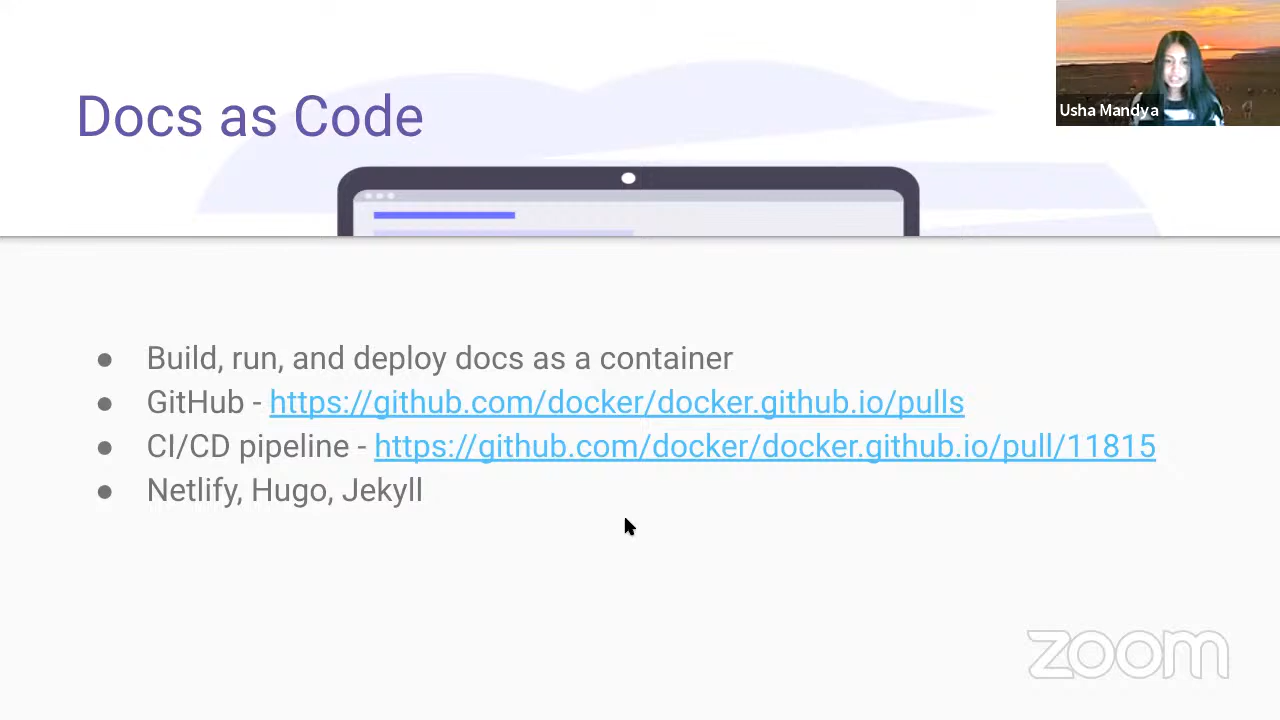 Docs as Code
Usha Mandya
● Build, run, and deploy docs as a container
● GitHub - https://github.com/docker/docker.github.io/pulls
● CI/CD pipeline - https://github.com/docker/docker.github.io/pull/11815
● Netlify, Hugo, Jekyll
zoom